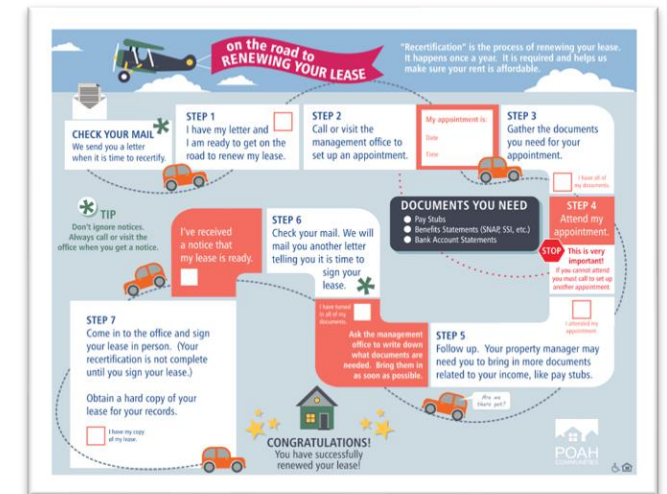 on the road to
RENEWING YOUR LEASE
"Recertification" is the process of renewing your lease.
It happens once a year. It is required and helps us
make sure your rent is affordable.
CHECK YOUR MAIL
We send you a letter
when it is time to recertify.
STEP 1
I have my letter and
I am ready to get on the
road to renew my lease.
STEP 2
Call or visit the
management office to
set up an appointment.
My appointment is:
Date
Time
STEP 3
Gather the documents
you need for your
appointment.
I have all of
my documents.
TIP
Don't ignore notices.
Always call or visit the
office when you get a notice.
DOCUMENTS YOU NEED
Pay Stubs
Benefits Statements (SNAP, SSI, etc.)
Bank Account Statements
STEP 4
Attend my
appointment.
STOP
This is very
important!
If you cannot attend
you must call to set up
another appointment
I attended my
appointment.
STEP 5
Follow up. Your property manager may
need you to bring in more documents
related to your income, like pay stubs.
Are we
there yet?
I have turned
in all of my
documents.
Ask the management
office to write down
what documents are
needed. Bring them in
as soon as possible.
STEP 6
Check your mail. We will
mail you another letter
telling you it is time to
sign your
lease.
I've received
a notice that
my lease is ready.
STEP 7
Come in to the office and sign
your lease in person. (Your
recertification is not complete
until you sign your lease.)
Obtain a hard copy of your
lease for your records.
I have my copy
of my lease.
CONGRATULATIONS!
You have successfully
renewed your lease!
POAH
COMMUNITIES